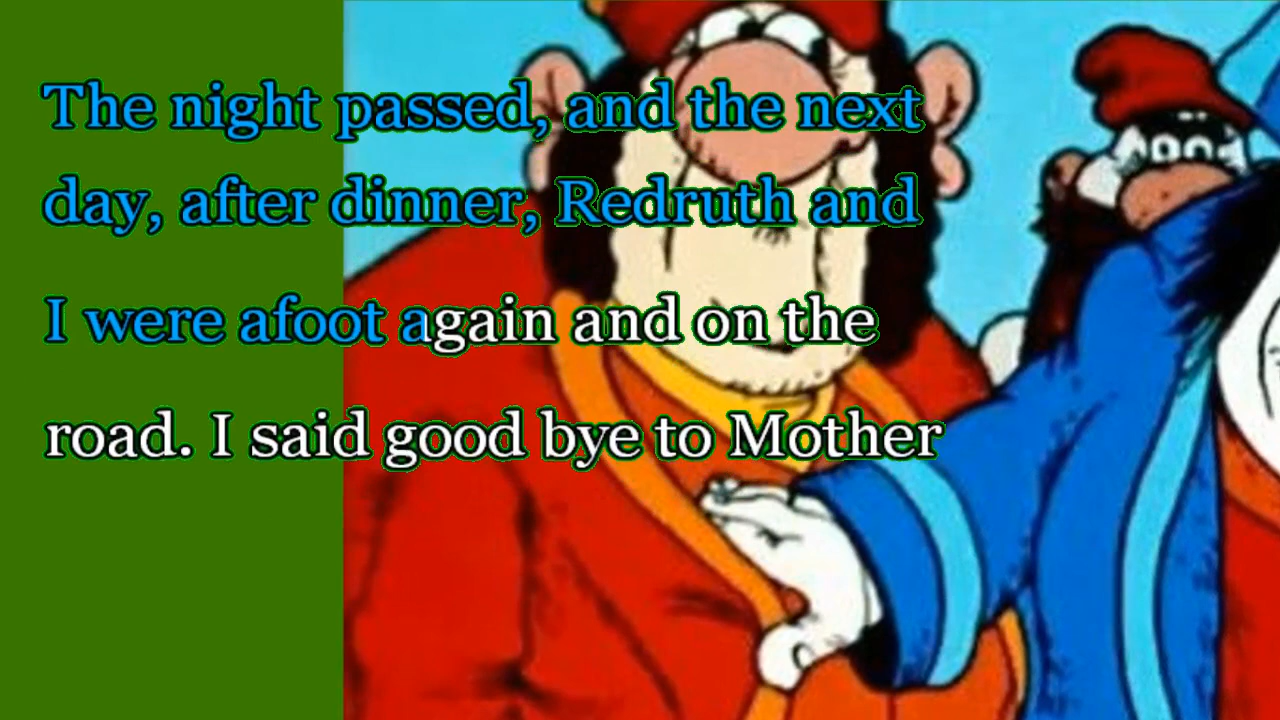 The night passed, and the next
day, after dinner, Redruth and
I were afoot again and on the
road. I said good bye to Mother